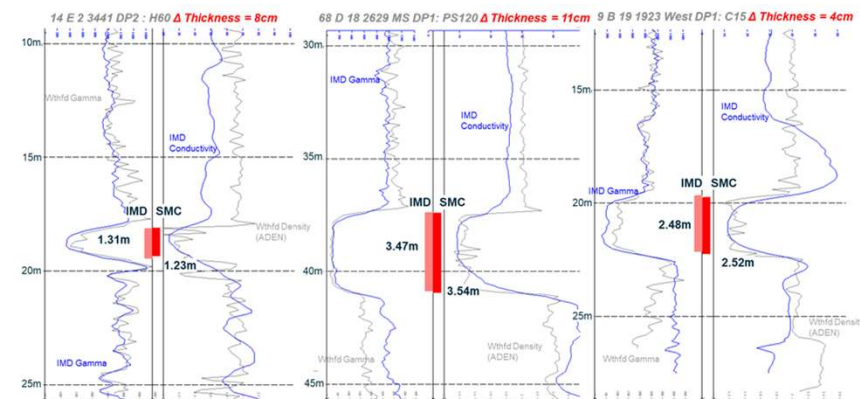 14 E 2 3441 DP2 : H60 Δ Thickness = 8cm
10m
Wthfd Gamma
IMD
Conductivity
15m
IMD SMC
Wthfd Density
(ADEN)
1.31m
1.23m
20m
IMD Gamma
25m
68 D 18 2629 MS DP1: PS120 Δ Thickness = 11cm
30m
IMD Gamma
IMD
Conductivity
35m
IMD SMC
3.47m
40m
3.54m
Wthfd Gamma
Wthfd Density
(ADEN)
45m
9 B 19 1923 West DP1: C15 Δ Thickness = 4cm
15m
IMD
Conductivity
IMD Gamma
IMD SMC
20m
2.48m
2.52m
25m
Wthfd Density
(ADEN)
Wthfd Gamma